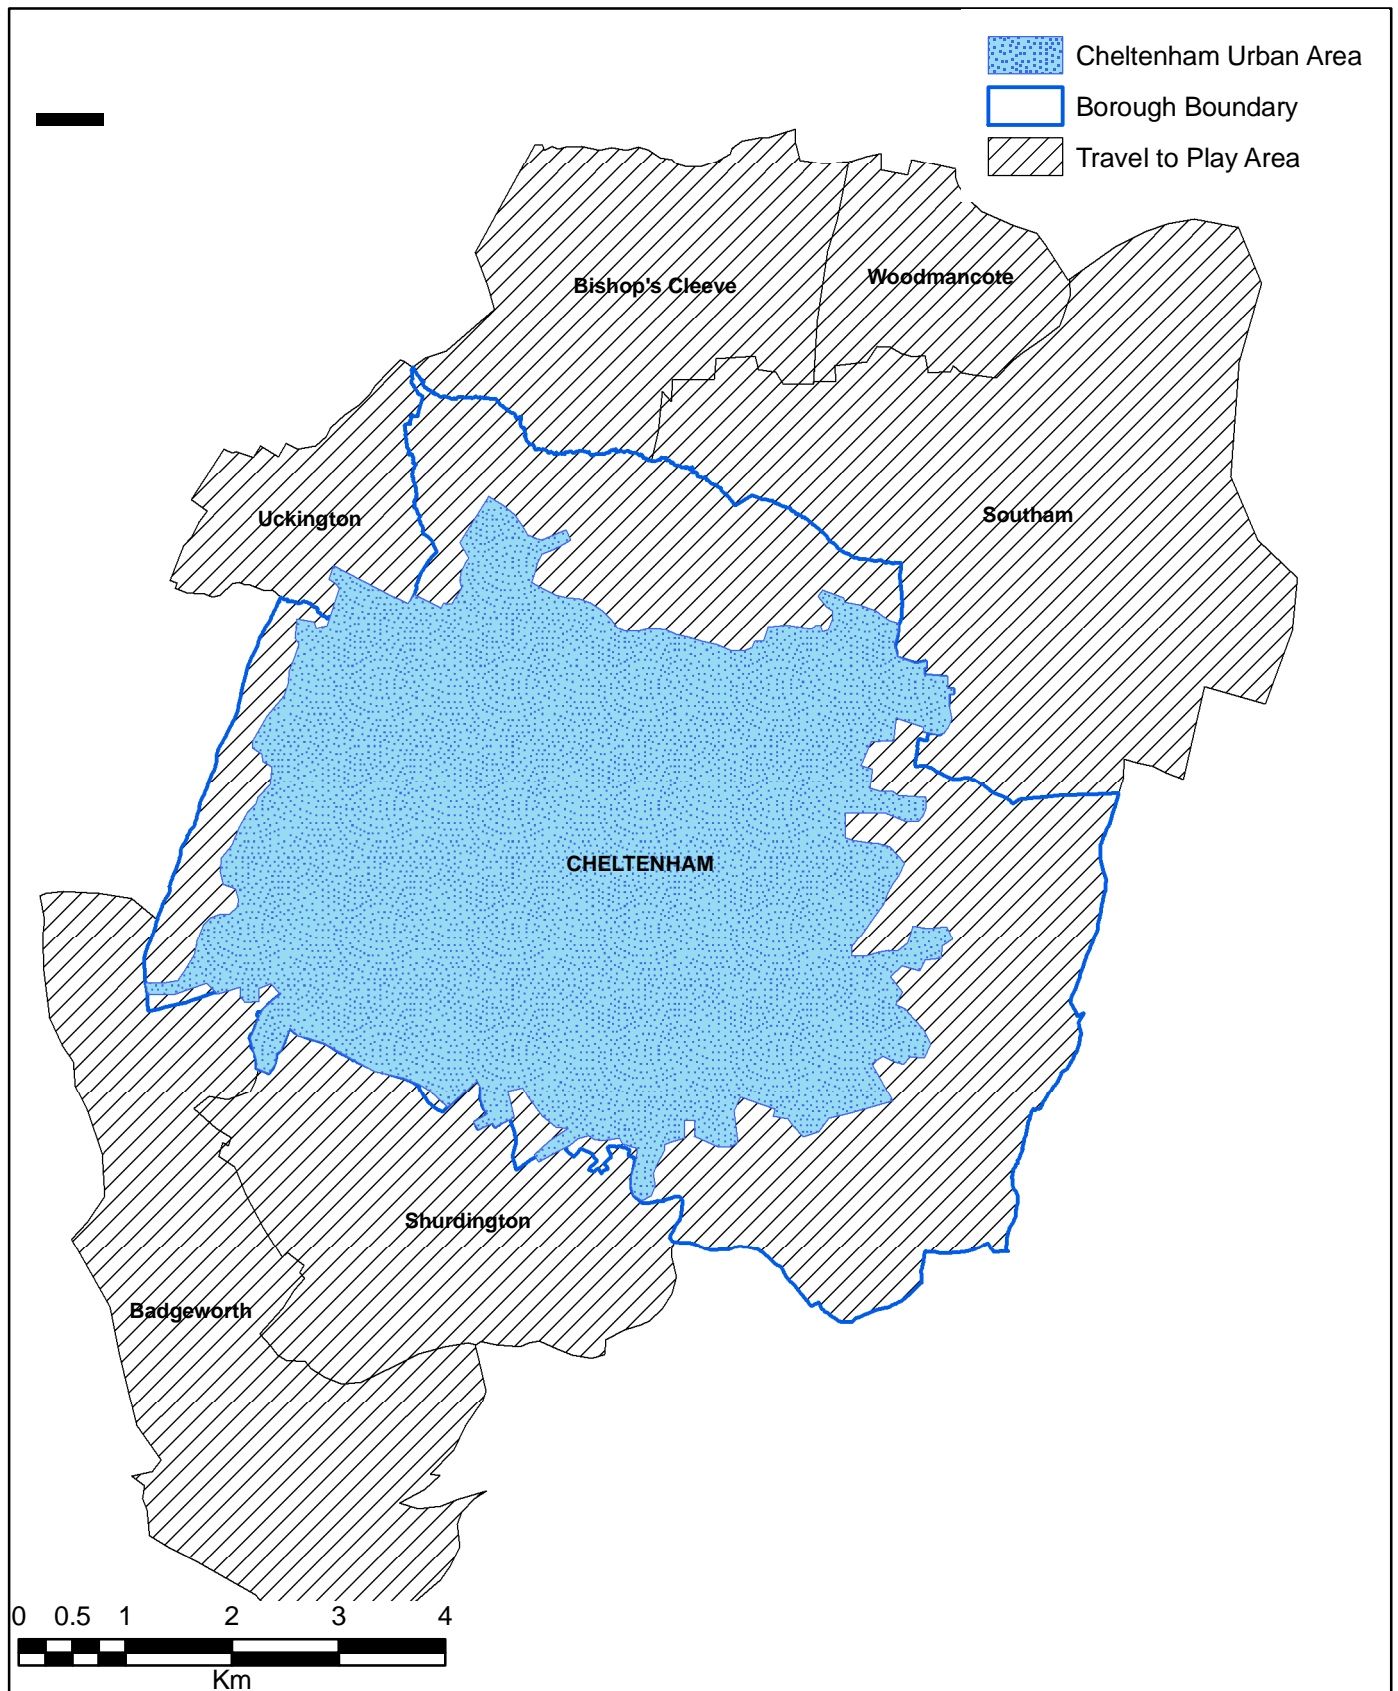 Cheltenham Urban Area
Borough Boundary
Travel to Play Area
Bishop's Cleeve
Woodmancote
Uckington
Southam
CHELTENHAM
Shurdington
Badgeworth
0 0.5 1 2 3 4
Km